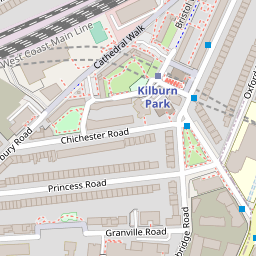 West Coast Main Line
Cathedral Walk
Bristol
Kilburn
Park
Oxford
Chichester Road
bury Road
Princess Road
Granville Road
bridge Road